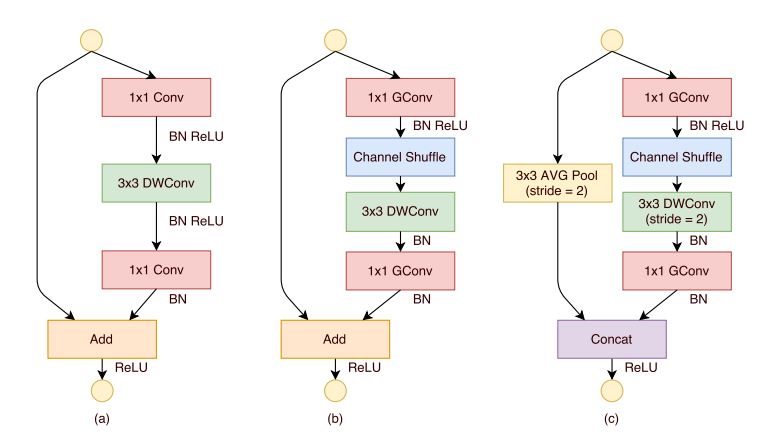 1x1 Conv
BN ReLU
3x3 DWConv
BN ReLU
1x1 Conv
BN
Add
ReLU
(a)
1x1 GConv
BN ReLU
Channel Shuffle
3x3 DWConv
BN
1x1 GConv
BN
Add
ReLU
(b)
3x3 AVG Pool
(stride = 2)
1x1 GConv
BN ReLU
Channel Shuffle
3x3 DWConv
(stride = 2)
BN
1x1 GConv
BN
Concat
ReLU
(c)